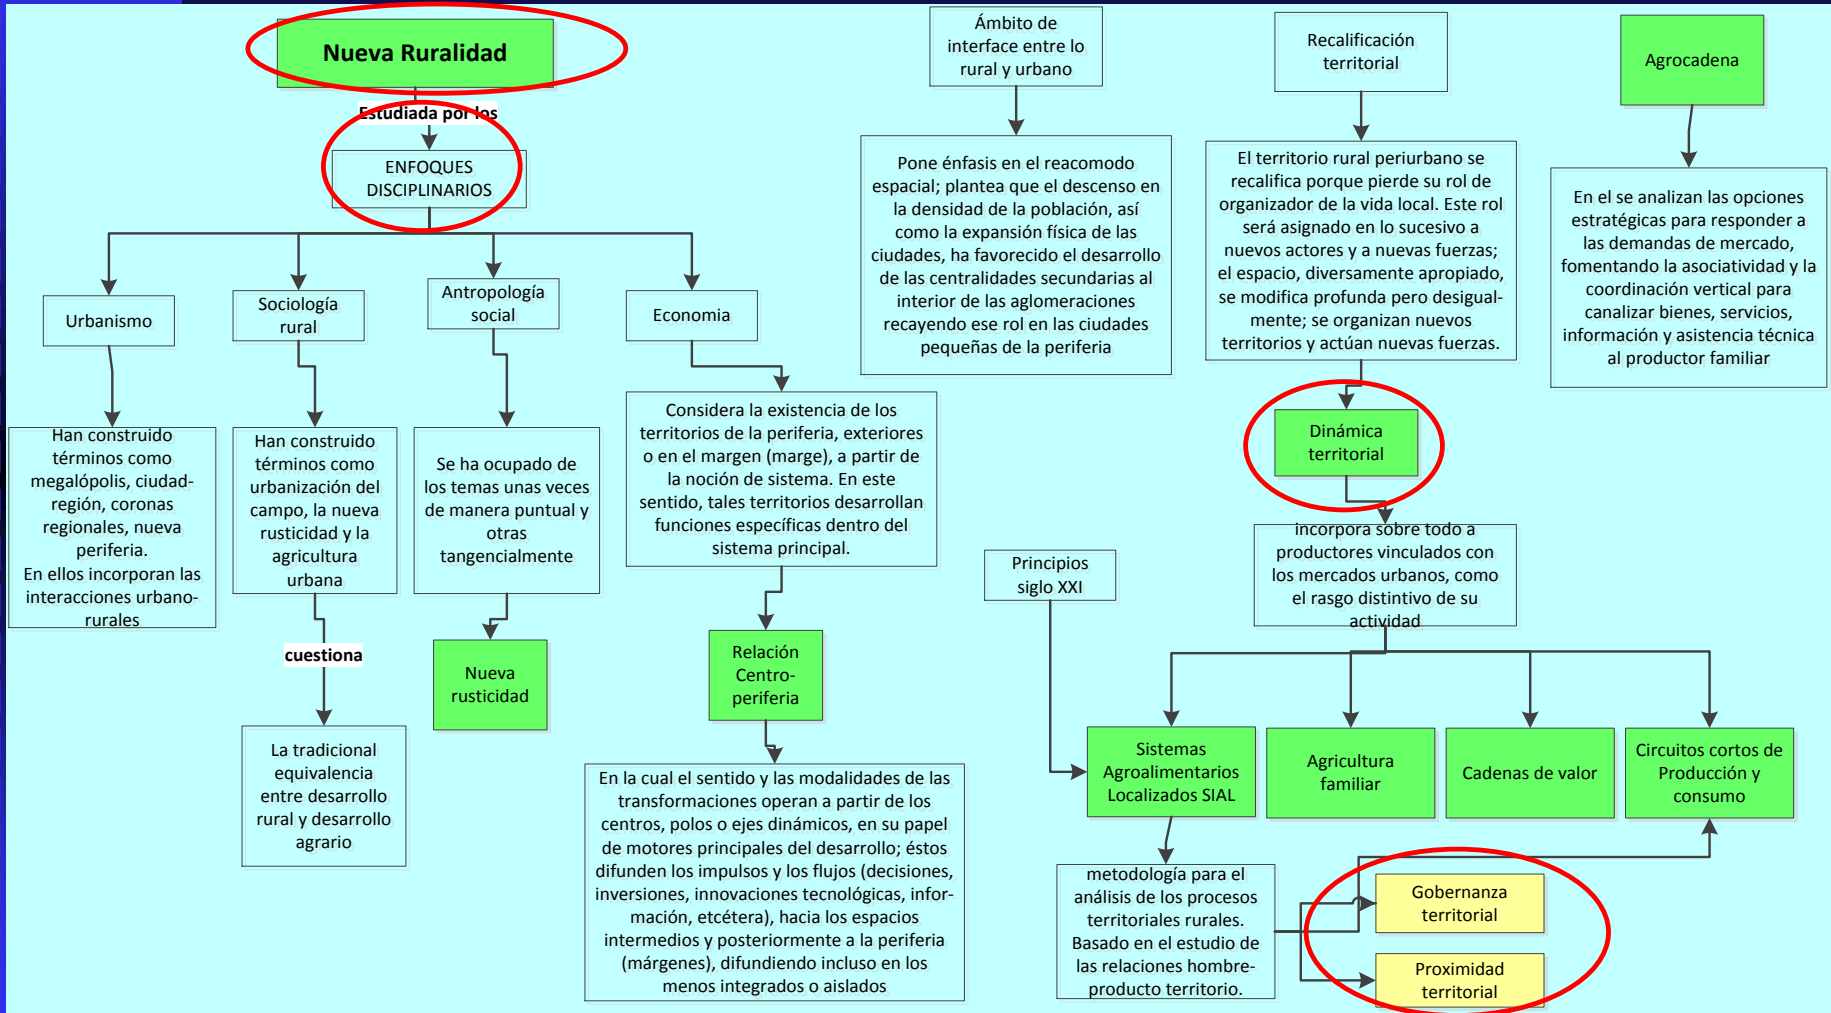 Nueva Ruralidad
Estudiada por los
ENFOQUES
DISCIPLINARIOS
Urbanismo
Sociología
rural
Antropología
social
Economia
Han construido
términos como
megalópolis, ciudad-
región, coronas
regionales, nueva
periferia.
En ellos incorporan las
interacciones urbano-
rurales
Han construido
términos como
urbanización del
campo, la nueva
rusticidad y la
agricultura
urbana
cuestiona
La tradicional
equivalencia
entre desarrollo
rural y desarrollo
agrario
Se ha ocupado de
los temas unas veces
de manera puntual y
otras
tangencialmente
Nueva
rusticidad
Considera la existencia de los
territorios de la periferia, exteriores
o en el margen (marge), a partir de
la noción de sistema. En este
sentido, tales territorios desarrollan
funciones específicas dentro del
sistema principal.
Relación
Centro-
periferia
En la cual el sentido y las modalidades de las
transformaciones operan a partir de los
centros, polos o ejes dinámicos, en su papel
de motores principales del desarrollo; éstos
difunden los impulsos y los flujos (decisiones,
inversiones, innovaciones tecnológicas, infor-
mación, etcétera), hacia los espacios
intermedios y posteriormente a la periferia
(márgenes), difundiendo incluso en los
menos integrados o aislados
Ámbito de
interface entre lo
rural y urbano
Pone énfasis en el reacomodo
espacial; plantea que el descenso en
la densidad de la población, así
como la expansión física de las
ciudades, ha favorecido el desarrollo
de las centralidades secundarias al
interior de las aglomeraciones
recayendo ese rol en las ciudades
pequeñas de la periferia
Recalificación
territorial
El territorio rural periurbano se
recalifica porque pierde su rol de
organizador de la vida local. Este rol
será asignado en lo sucesivo a
nuevos actores y a nuevas fuerzas;
el espacio, diversamente apropiado,
se modifica profunda pero desigual-
mente; se organizan nuevos
territorios y actúan nuevas fuerzas.
Dinámica
territorial
incorpora sobre todo a
productores vinculados con
los mercados urbanos, como
el rasgo distintivo de su
actividad
Agrocadena
En el se analizan las opciones
estratégicas para responder a
las demandas de mercado,
fomentando la asociatividad y la
coordinación vertical para
canalizar bienes, servicios,
información y asistencia técnica
al productor familiar
Principios
siglo XXI
Sistemas
Agroalimentarios
Localizados SIAL
Agricultura
familiar
Cadenas de valor
Circuitos cortos de
Producción y
consumo
metodología para el
análisis de los procesos
territoriales rurales.
Basado en el estudio de
las relaciones hombre-
producto territorio.
Gobernanza
territorial
Proximidad
territorial